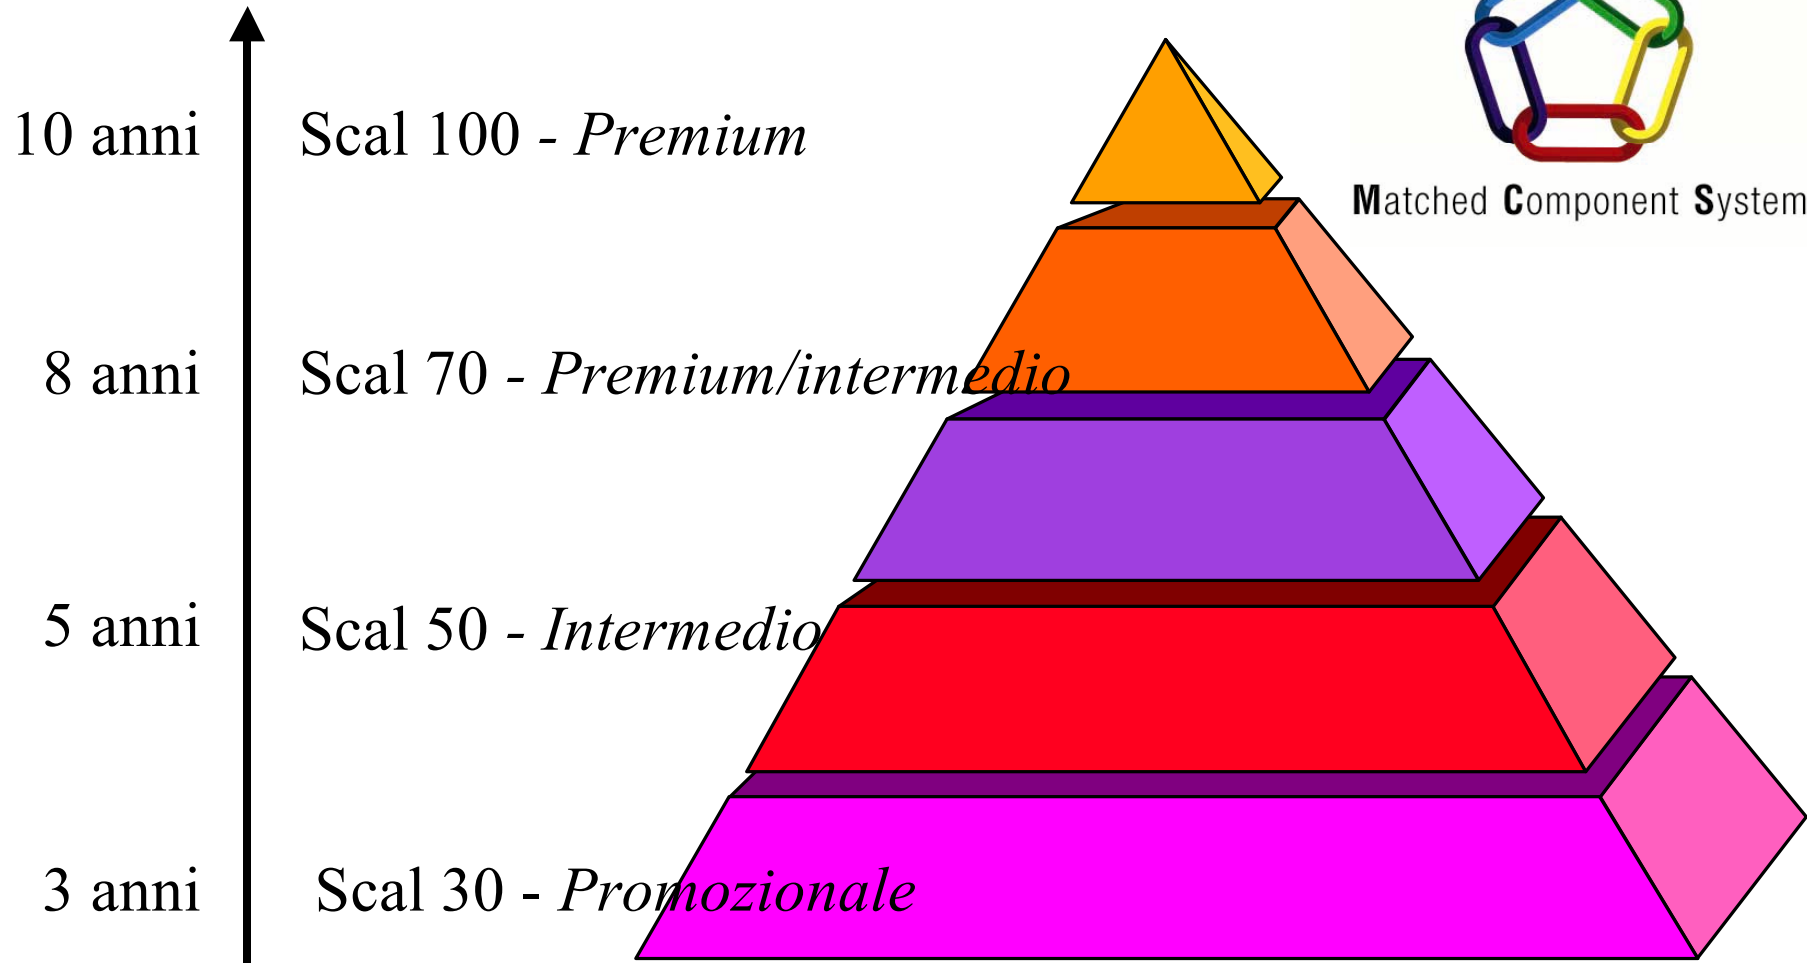 10 anni Scal 100 - Premium
Matched Component System
8 anni Scal 70 - Premium/intermedio
5 anni Scal 50 - Intermedio
3 anni Scal 30 - Promozionale